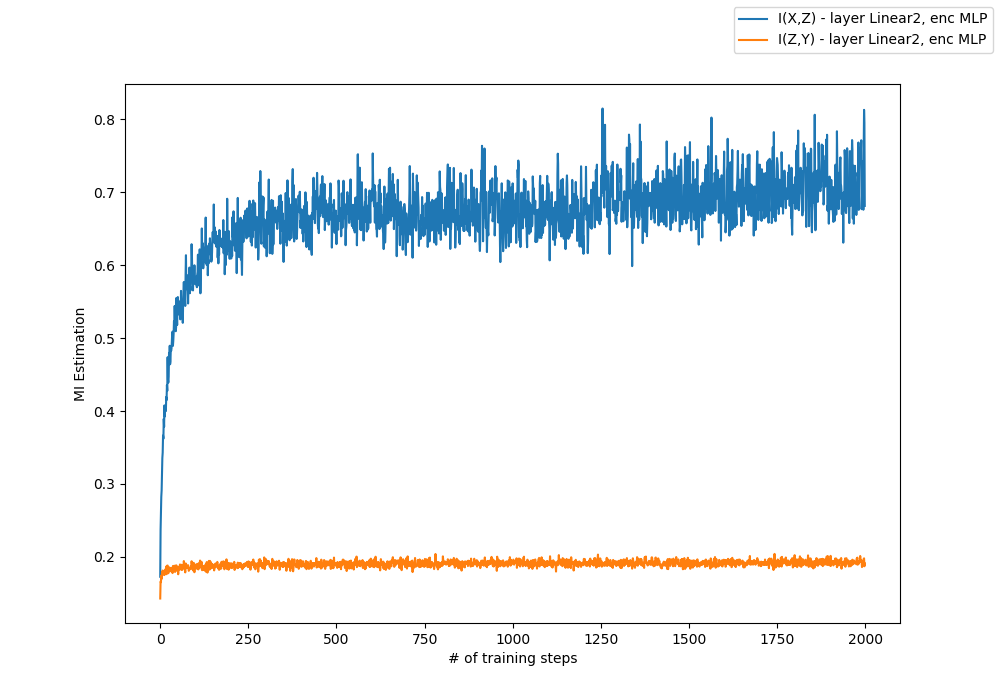 I(X,Z) - layer Linear2, enc MLP
I(Z,Y) - layer Linear2, enc MLP
0.8
0.7
0.6
0.5
0.4
0.3
0.2
MI Estimation
0 250 500 750 1000 1250 1500 1750 2000
# of training steps